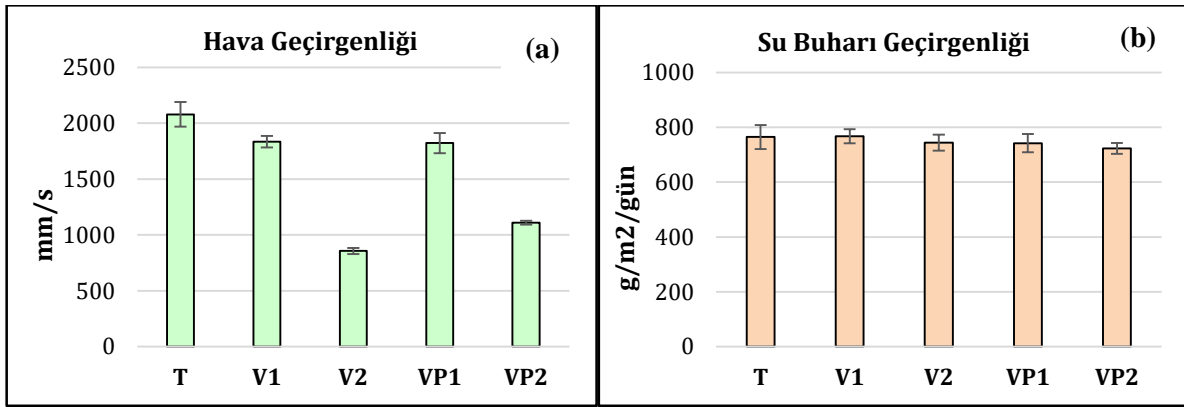 Hava Geçirgenliği
(a)
2500
2000
1500
1000
500
0
mm/s
T V1 V2 VP1 VP2
Su Buharı Geçirgenliği
(b)
1000
800
600
400
200
0
g/m2/gün
T V1 V2 VP1 VP2